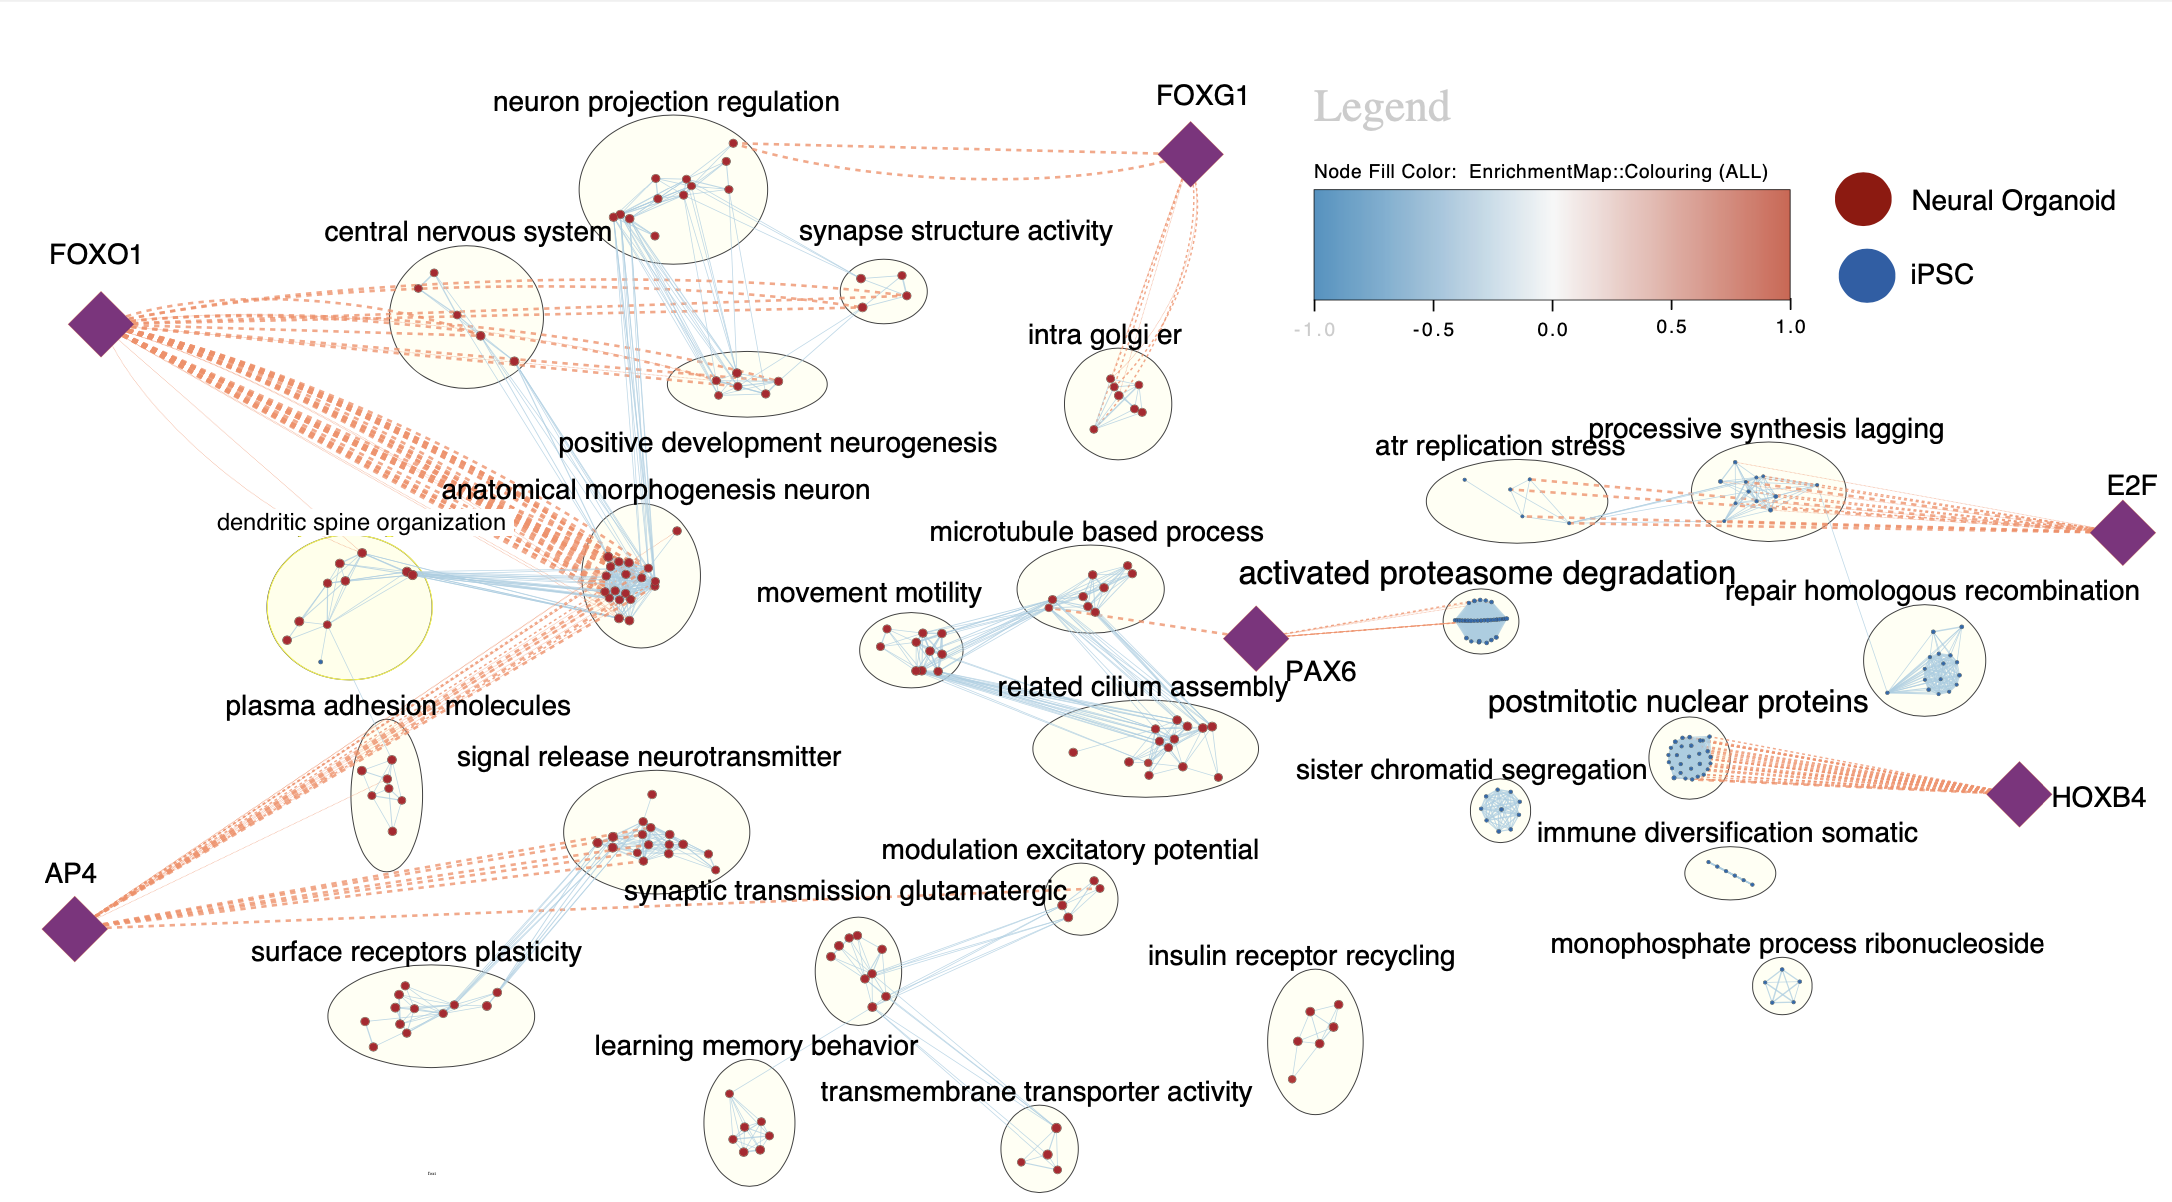 FOXG1
neuron projection regulation
Legend
Node Fill Color: EnrichmentMap::Colouring (ALL)
Neural Organoid
central nervous system
synapse structure activity
FOXO1
iPSC
-1.0
-0.5
0.0
0.5
1.0
intra golgi er
positive development neurogenesis
atr replication stress
processive synthesis lagging
anatomical morphogenesis neuron
E2F
dendritic spine organization
microtubule based process
activated proteasome degradation
movement motility
repair homologous recombination
PAX6
related cilium assembly
plasma adhesion molecules
postmitotic nuclear proteins
signal release neurotransmitter
sister chromatid segregation
HOXB4
immune diversification somatic
modulation excitatory potential
AP4
synaptic transmission glutamatergic
surface receptors plasticity
insulin receptor recycling
monophosphate process ribonucleoside
learning memory behavior
transmembrane transporter activity